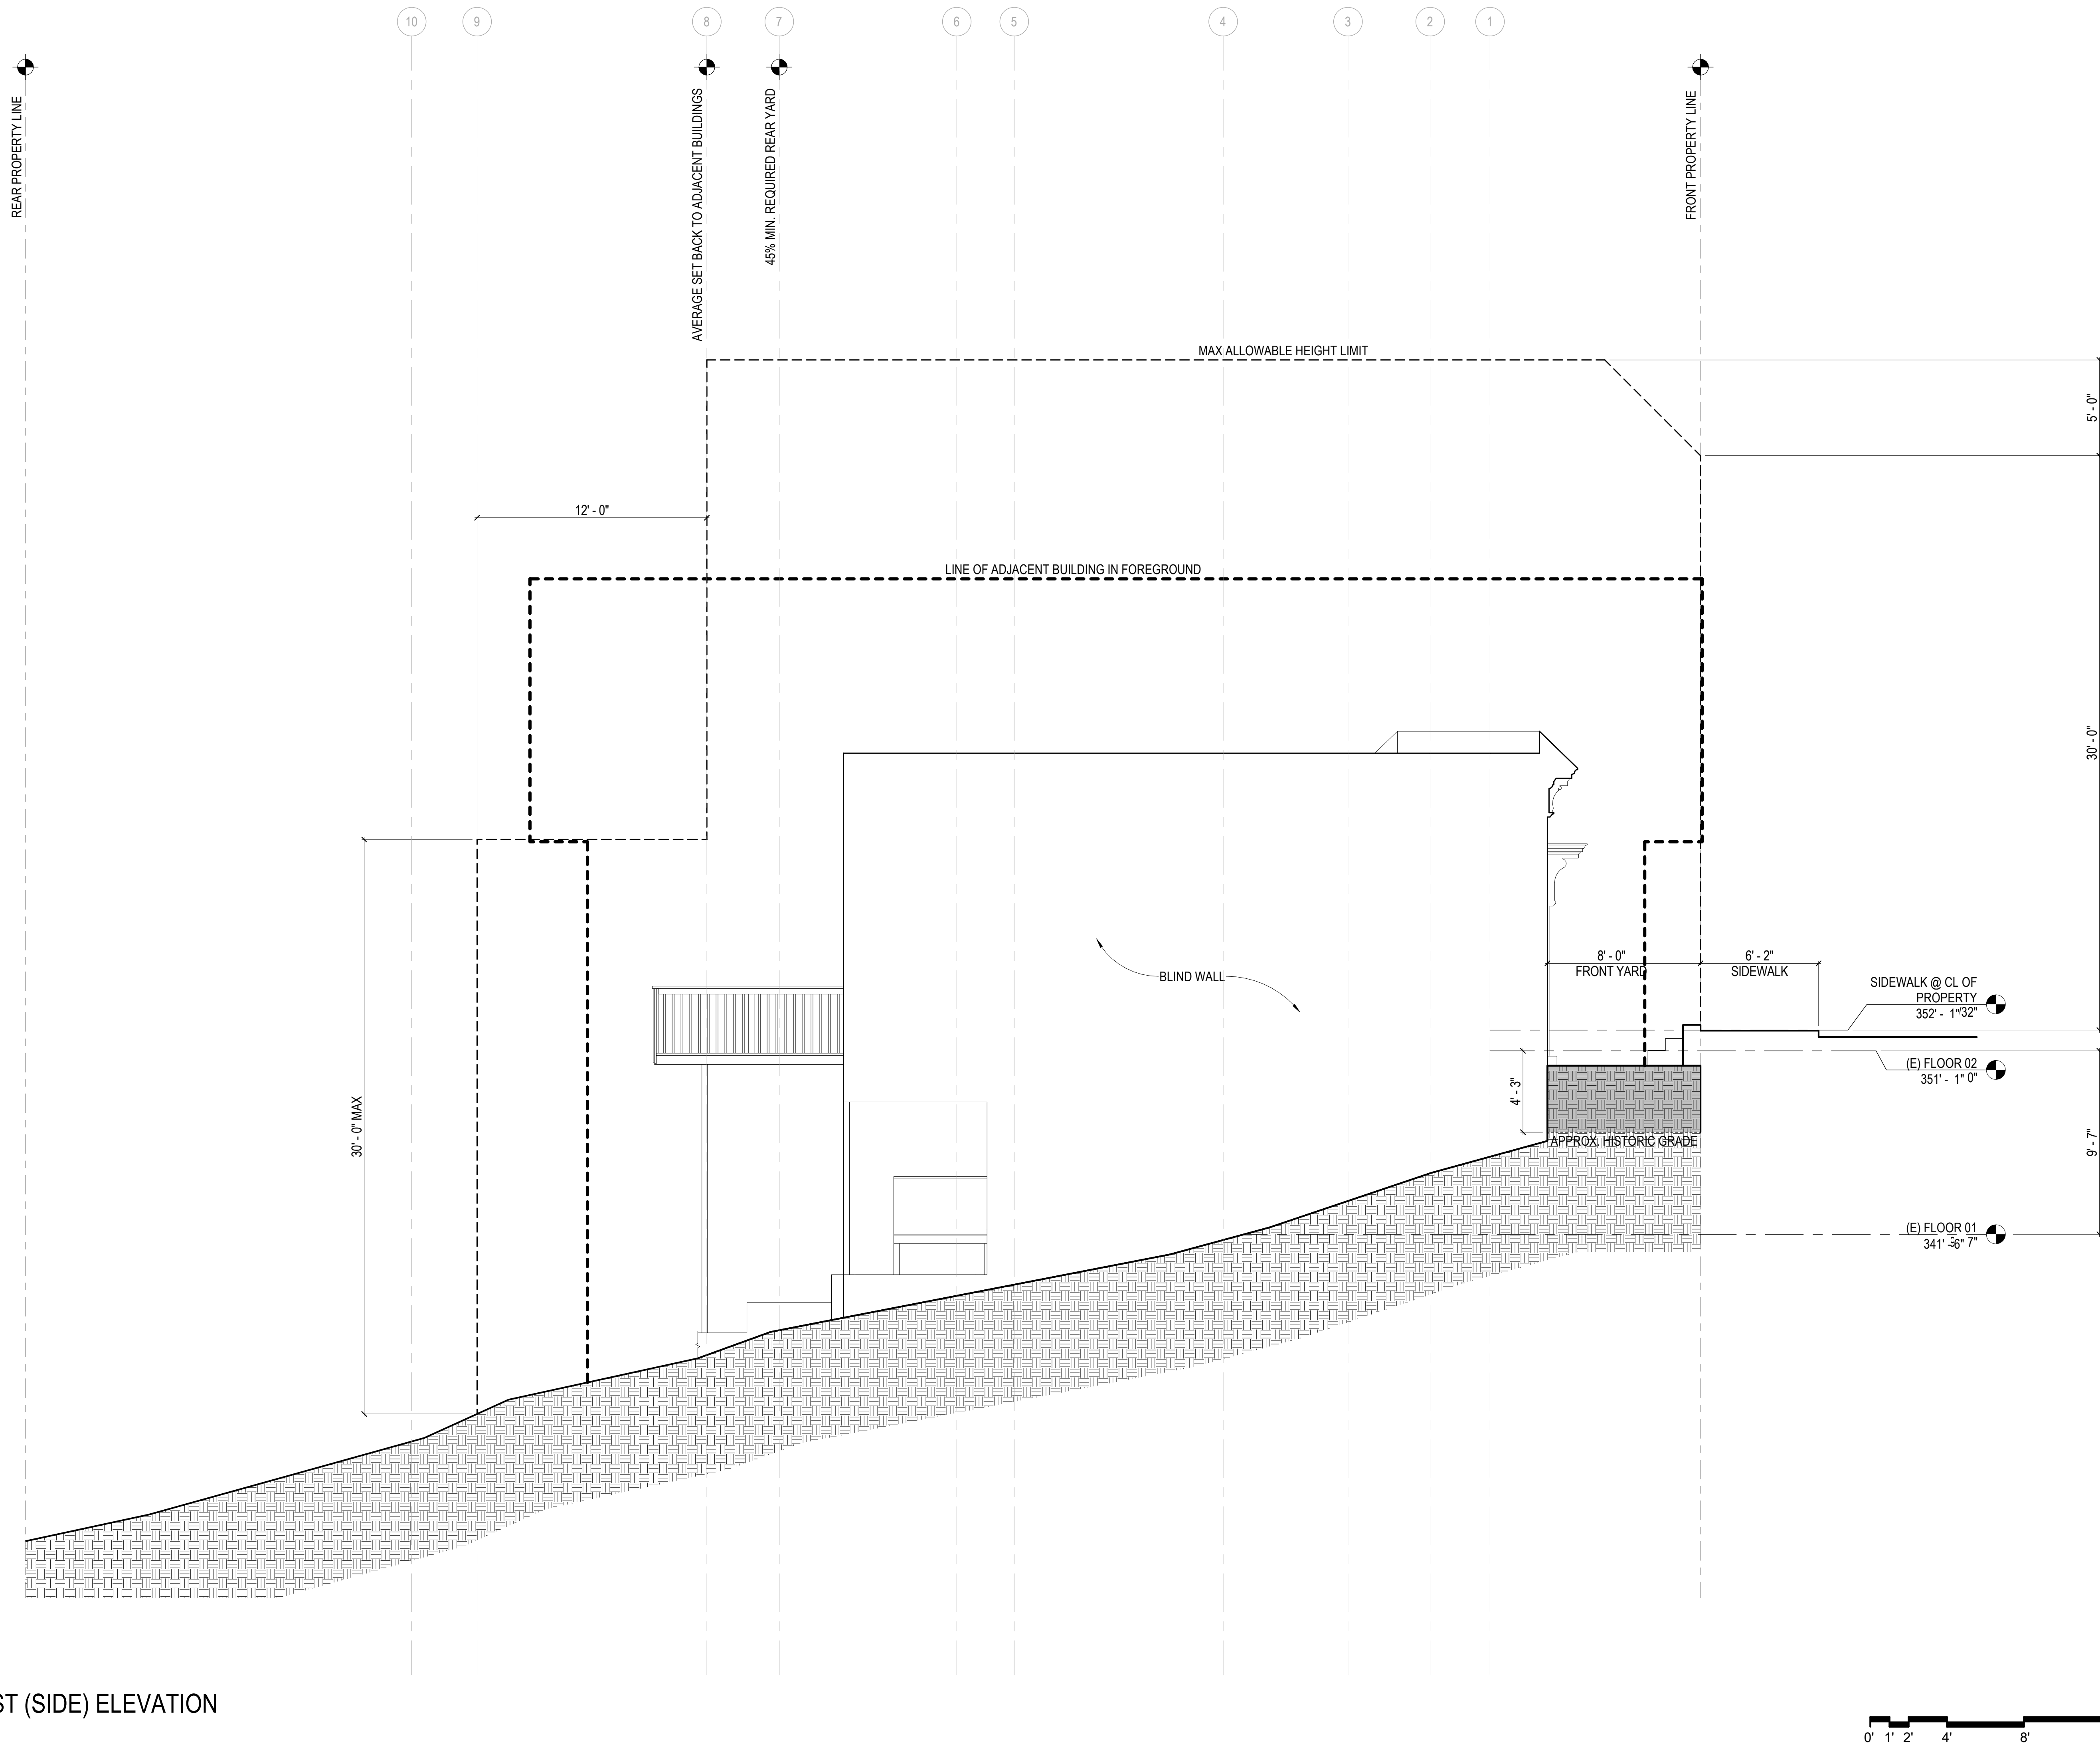 10 9 8 7 6 5 4 3 2 1
REAR PROPERTY LINE
AVERAGE SET BACK TO ADJACENT BUILDINGS
45% MIN. REQUIRED REAR YARD
FRONT PROPERTY LINE
MAX ALLOWABLE HEIGHT LIMIT
5' - 0"
12' - 0"
LINE OF ADJACENT BUILDING IN FOREGROUND
30' - 0"
8' - 0"
FRONT YARD
6' - 2"
SIDEWALK
BLIND WALL
SIDEWALK @ CL OF
PROPERTY
352' - 1"/32"
(E) FLOOR 02
351' - 1" 0"
4' - 3"
30' - 0" MAX
APPROX. HISTORIC GRADE
9' - 7"
(E) FLOOR 01
ST (SIDE) ELEVATION
0' 1' 2' 4' 8'